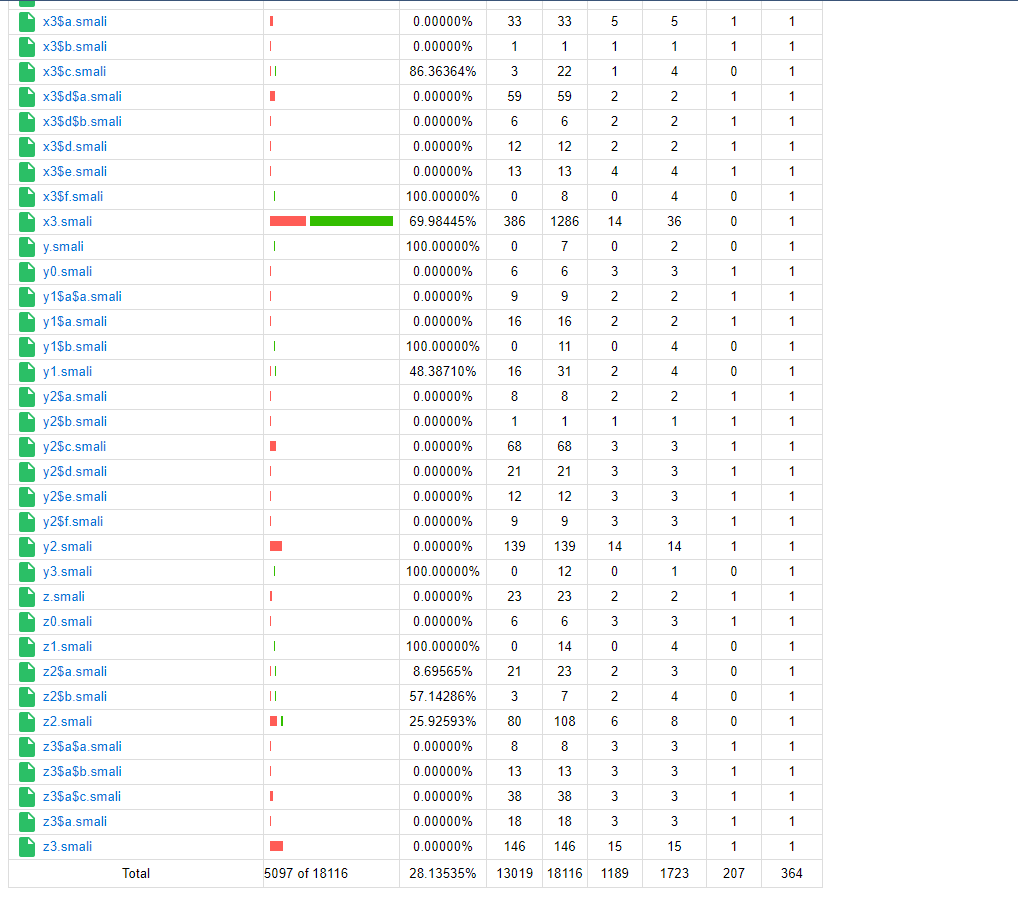 x3$a.smali 0.00000% 33 33 5 5 1 1
x3$b.smali 0.00000% 1 1 1 1 1 1
x3$c.smali 86.36364% 3 22 1 4 0 1
x3$d$a.smali 0.00000% 59 59 2 2 1 1
x3$d$b.smali 0.00000% 6 6 2 2 1 1
x3$d.smali 0.00000% 12 12 2 2 1 1
x3$e.smali 0.00000% 13 13 4 4 1 1
x3$f.smali 100.00000% 0 8 0 4 0 1
x3.smali 69.98445% 386 1286 14 36 0 1
y.smali 100.00000% 0 7 0 2 0 1
y0.smali 0.00000% 6 6 3 3 1 1
y1$a$a.smali 0.00000% 9 9 2 2 1 1
y1$a.smali 0.00000% 16 16 2 2 1 1
y1$b.smali 100.00000% 0 11 0 4 0 1
y1.smali 48.38710% 16 31 2 4 0 1
y2$a.smali 0.00000% 8 8 2 2 1 1
y2$b.smali 0.00000% 1 1 1 1 1 1
y2$c.smali 0.00000% 68 68 3 3 1 1
y2$d.smali 0.00000% 21 21 3 3 1 1
y2$e.smali 0.00000% 12 12 3 3 1 1
y2$f.smali 0.00000% 9 9 3 3 1 1
y2.smali 0.00000% 139 139 14 14 1 1
y3.smali 100.00000% 0 12 0 1 0 1
z.smali 0.00000% 23 23 2 2 1 1
z0.smali 0.00000% 6 6 3 3 1 1
z1.smali 100.00000% 0 14 0 4 0 1
z2$a.smali 8.69565% 21 23 2 3 0 1
z2$b.smali 57.14286% 3 7 2 4 0 1
z2.smali 25.92593% 80 108 6 8 0 1
z3$a$a.smali 0.00000% 8 8 3 3 1 1
z3$a$b.smali 0.00000% 13 13 3 3 1 1
z3$a$c.smali 0.00000% 38 38 3 3 1 1
z3$a.smali 0.00000% 18 18 3 3 1 1
z3.smali 0.00000% 146 146 15 15 1 1
Total 5097 of 18116 28.13535% 13019 18116 1189 1723 207 364